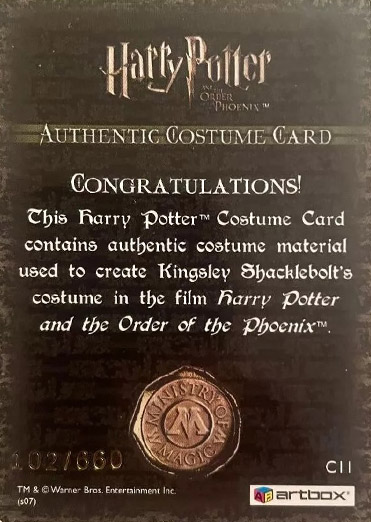 Harry Potter
AND THE
ORDER
OF THE
PHOENIX™
AUTHENTIC COSTUME CARD
CONGRATULATIONS!
This Harry Potter™ Costume Card
contains authentic costume material
used to create Kingsley Shacklebolt's
costume in the film Harry Potter
and the Order of the Phoenix™.
MINISTRY OF
M
MAGIC
102/660
C11
TM & © Warner Bros. Entertainment Inc.
(s07)
artbox